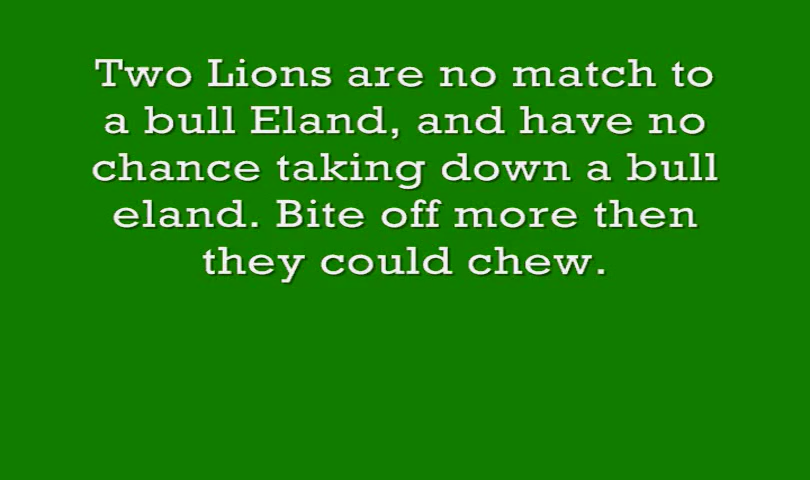 Two Lions are no match to
a bull Eland, and have no
chance taking down a bull
eland. Bite off more then
they could chew.